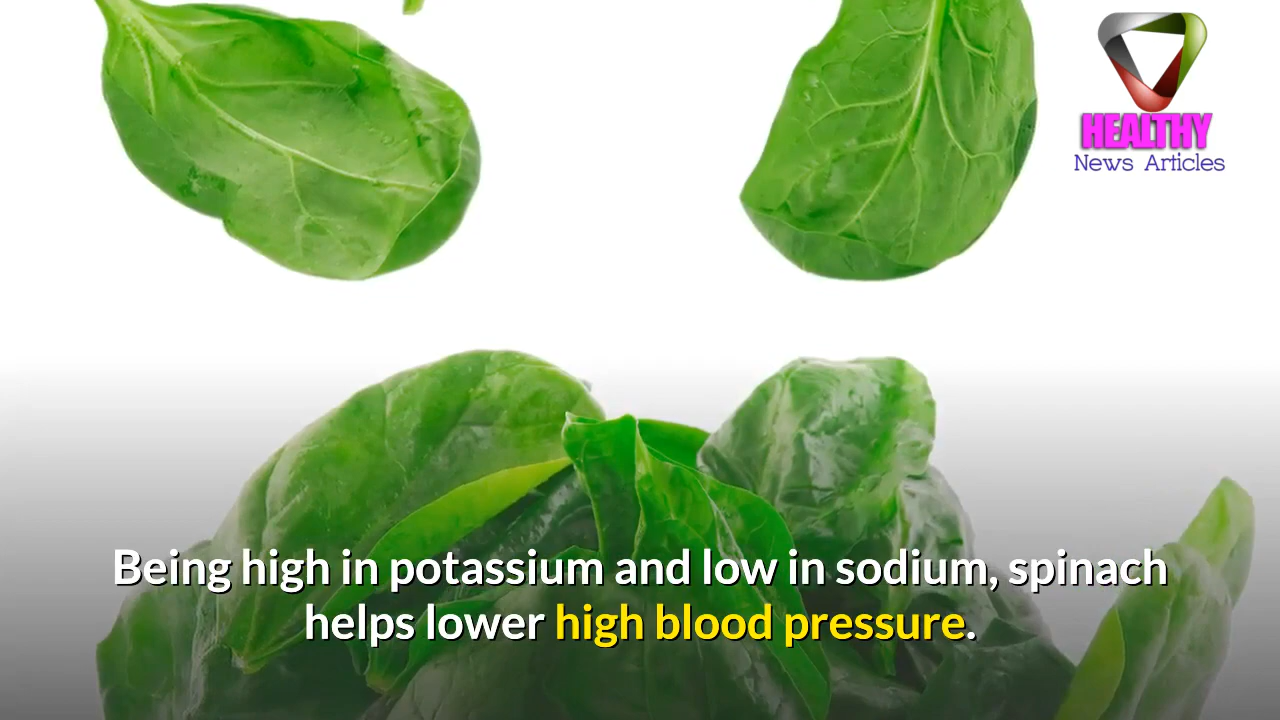 HEALTHY
News Articles
Being high in potassium and low in sodium, spinach
helps lower high blood pressure.